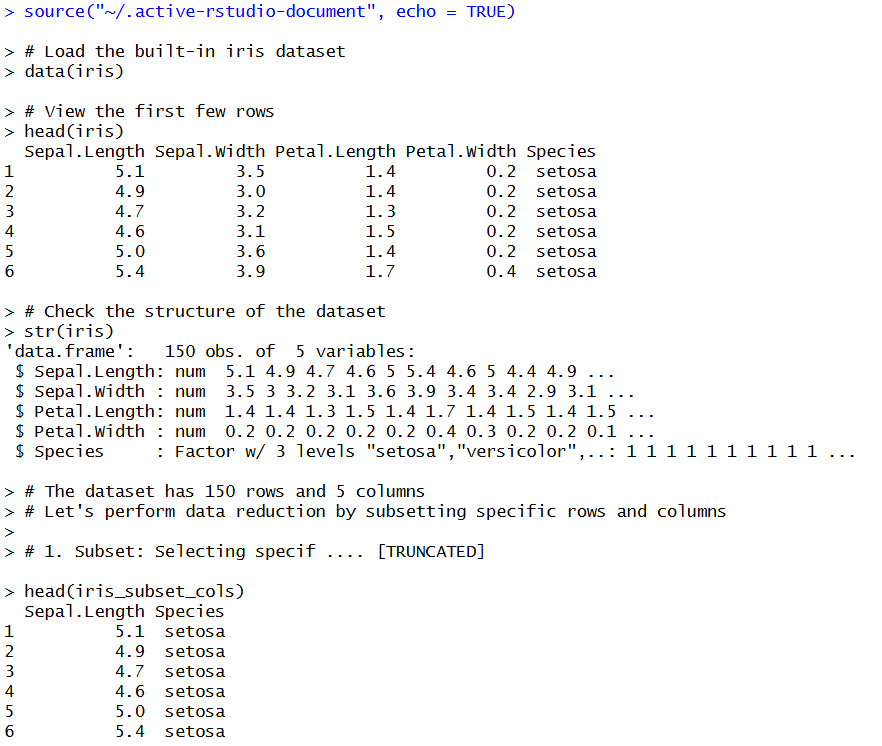 > source("~/.active-rstudio-document", echo = TRUE)

> # Load the built-in iris dataset
> data(iris)

> # View the first few rows
> head(iris)
  Sepal.Length Sepal.Width Petal.Length Petal.Width Species
1          5.1         3.5          1.4         0.2  setosa
2          4.9         3.0          1.4         0.2  setosa
3          4.7         3.2          1.3         0.2  setosa
4          4.6         3.1          1.5         0.2  setosa
5          5.0         3.6          1.4         0.2  setosa
6          5.4         3.9          1.7         0.4  setosa

> # Check the structure of the dataset
> str(iris)
'data.frame':   150 obs. of  5 variables:
 $ Sepal.Length: num  5.1 4.9 4.7 4.6 5 5.4 4.6 5 4.4 4.9 ...
 $ Sepal.Width : num  3.5 3 3.2 3.1 3.6 3.9 3.4 3.4 2.9 3.1 ...
 $ Petal.Length: num  1.4 1.4 1.3 1.5 1.4 1.7 1.4 1.5 1.4 1.5 ...
 $ Petal.Width : num  0.2 0.2 0.2 0.2 0.2 0.4 0.3 0.2 0.2 0.1 ...
 $ Species     : Factor w/ 3 levels "setosa","versicolor",..: 1 1 1 1 1 1 1 1 1 1 ...

> # The dataset has 150 rows and 5 columns
> # Let's perform data reduction by subsetting specific rows and columns
>
> # 1. Subset: Selecting specif .... [TRUNCATED]

> head(iris_subset_cols)
  Sepal.Length Species
1          5.1  setosa
2          4.9  setosa
3          4.7  setosa
4          4.6  setosa
5          5.0  setosa
6          5.4  setosa